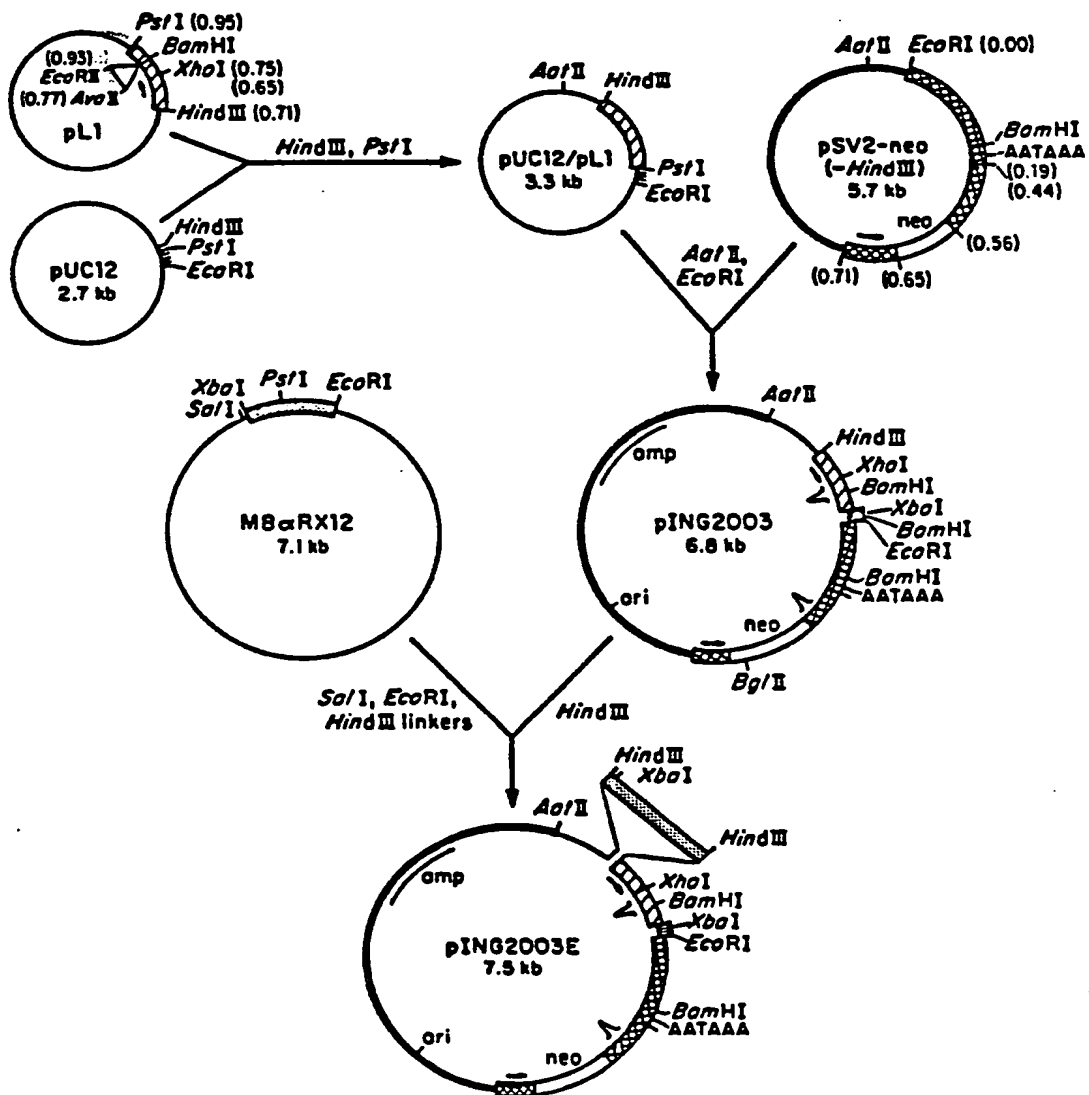 PstI (0.95)
BamHI
XhoI (0.75)
(0.65)
HindIII (0.71)
(0.93)
EcoRII
(0.77) AvaII
pL1
HindIII, PstI
HindIII
PstI
EcoRI
pUC12
2.7 kb
AatII
HindIII
pUC12/pL1
3.3 kb
PstI
EcoRI
AatII
EcoRI (0.00)
pSV2-neo
(-HindIII)
5.7 kb
BamHI
AATAAA
(0.19)
(0.44)
neo
(0.56)
(0.71)
(0.65)
AatII,
EcoRI
XbaI
SalI
PstI
EcoRI
M8αRX12
7.1 kb
AatII
HindIII
XhoI
BamHI
XbaI
BamHI
EcoRI
BamHI
AATAAA
amp
pING2003
6.8 kb
ori
neo
BglII
SalI, EcoRI,
HindIII linkers
HindIII
HindIII
XbaI
HindIII
AatII
XhoI
BamHI
XbaI
EcoRI
amp
pING2003E
7.5 kb
BamHI
AATAAA
ori
neo